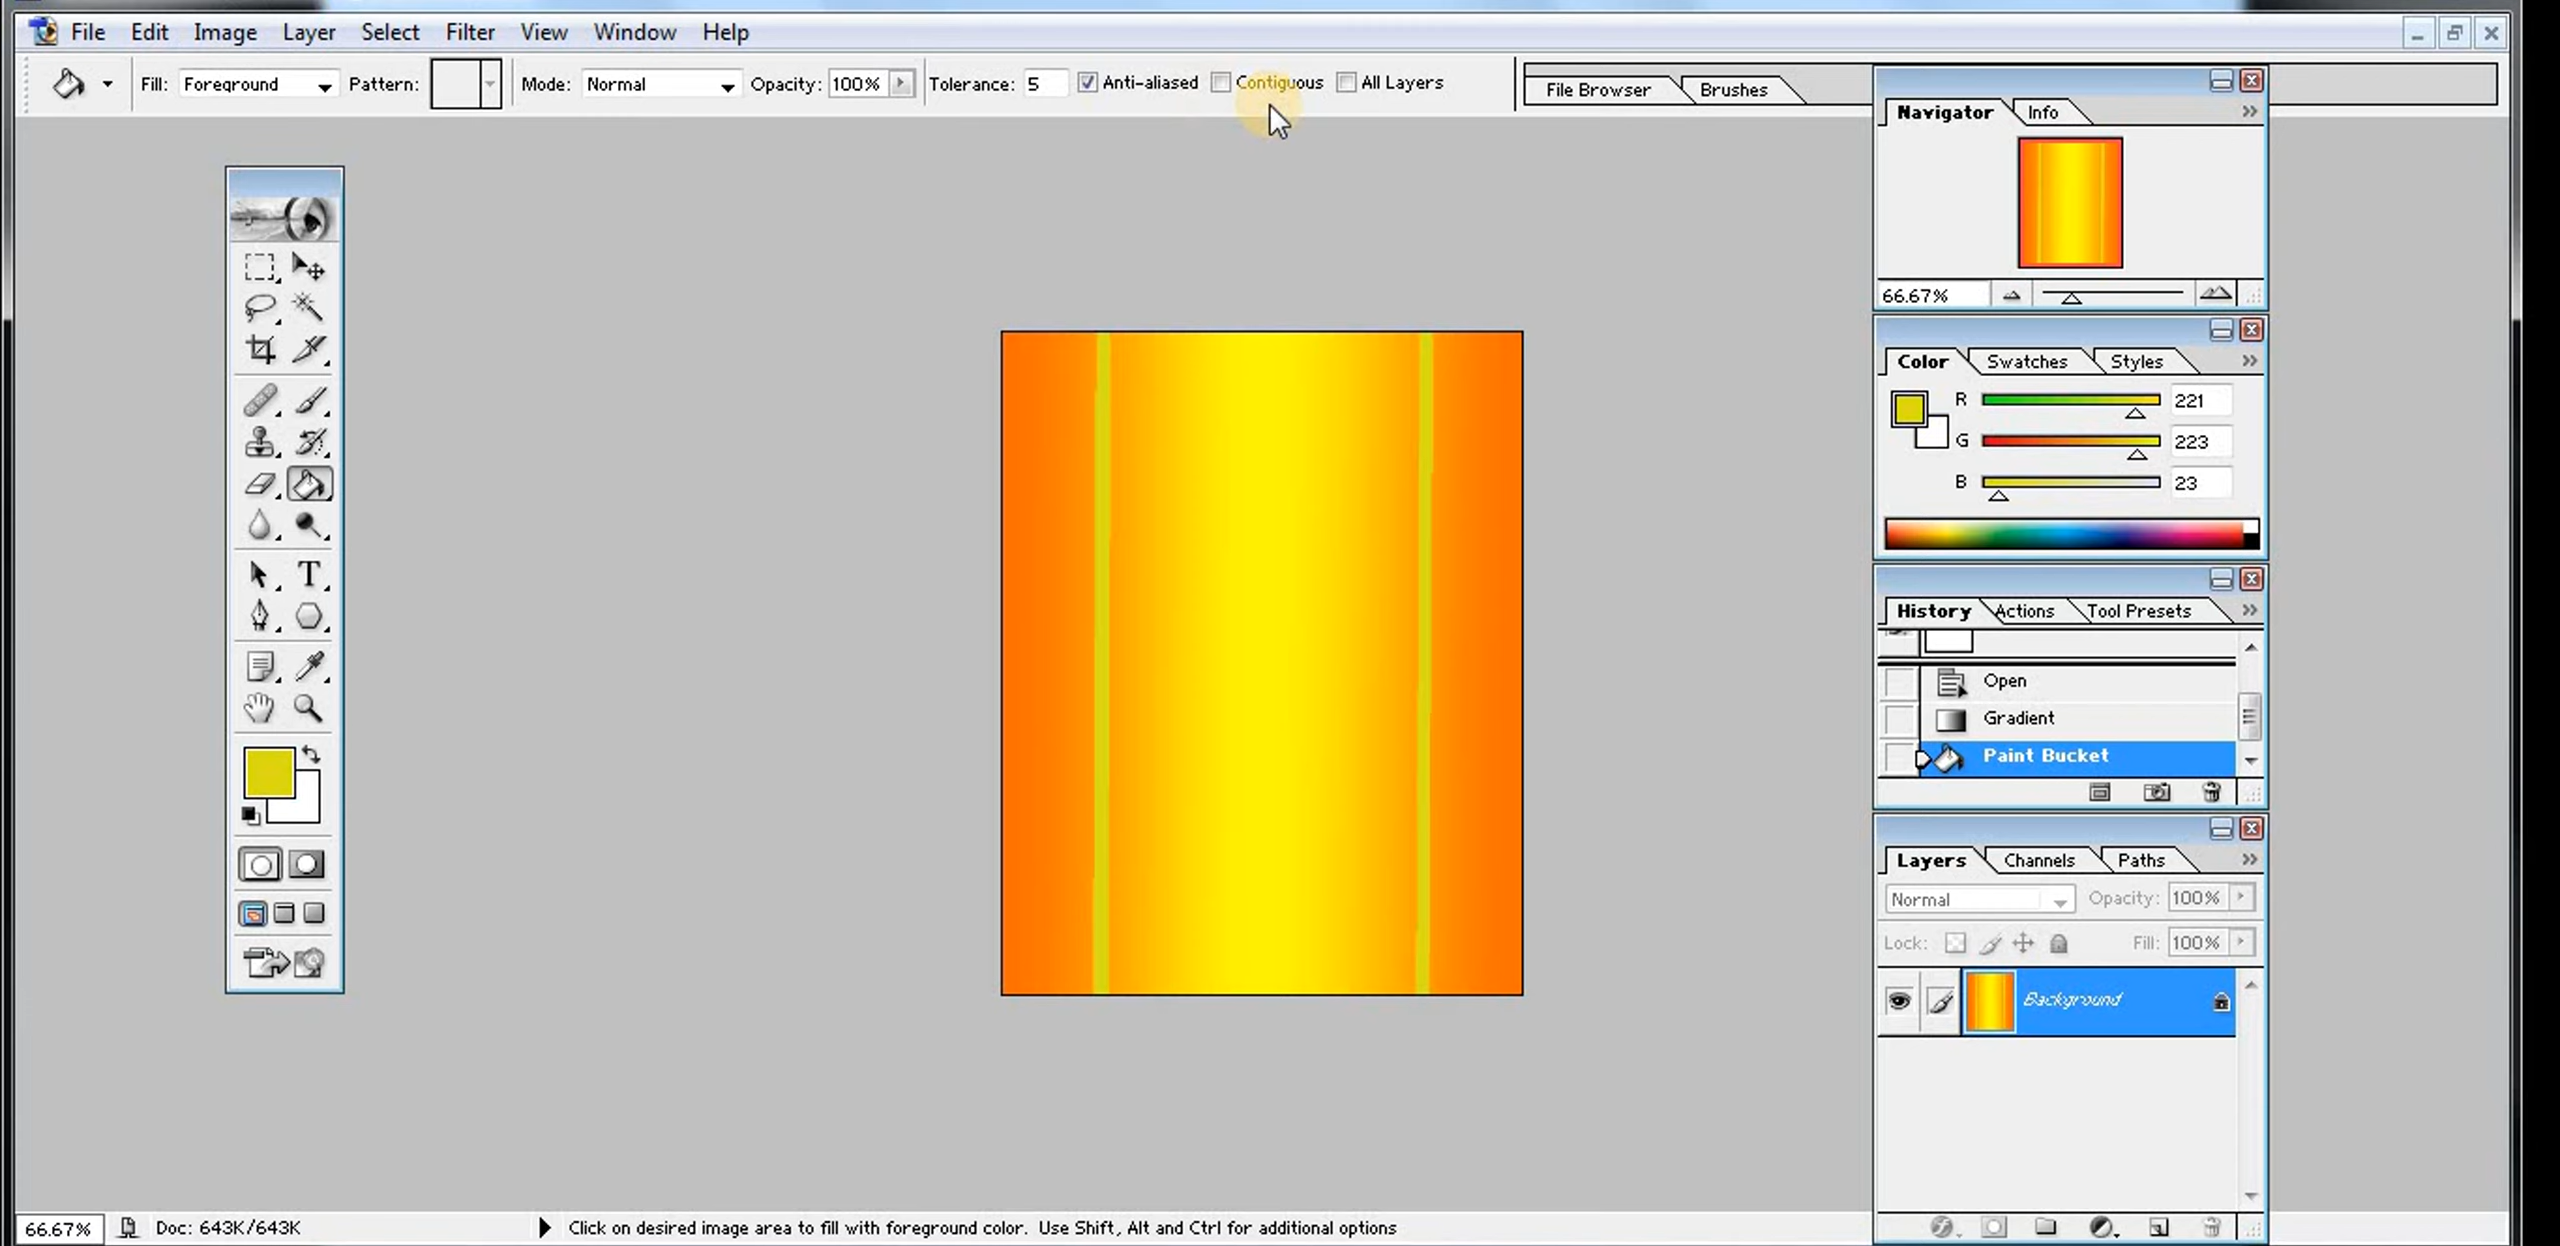 File Edit Image Layer Select Filter View Window Help
Fill: Foreground Pattern: Mode: Normal Opacity: 100% Tolerance: 5 Anti-aliased Contiguous All Layers File Browser Brushes
Navigator Info
66.67%
Color Swatches Styles
R 221
G 223
B 23
T
History Actions Tool Presets
Open
Gradient
Paint Bucket
Layers Channels Paths
Normal Opacity: 100%
Lock: Fill: 100%
Background
66.67% Doc: 643K/643K Click on desired image area to fill with foreground color. Use Shift, Alt and Ctrl for additional options